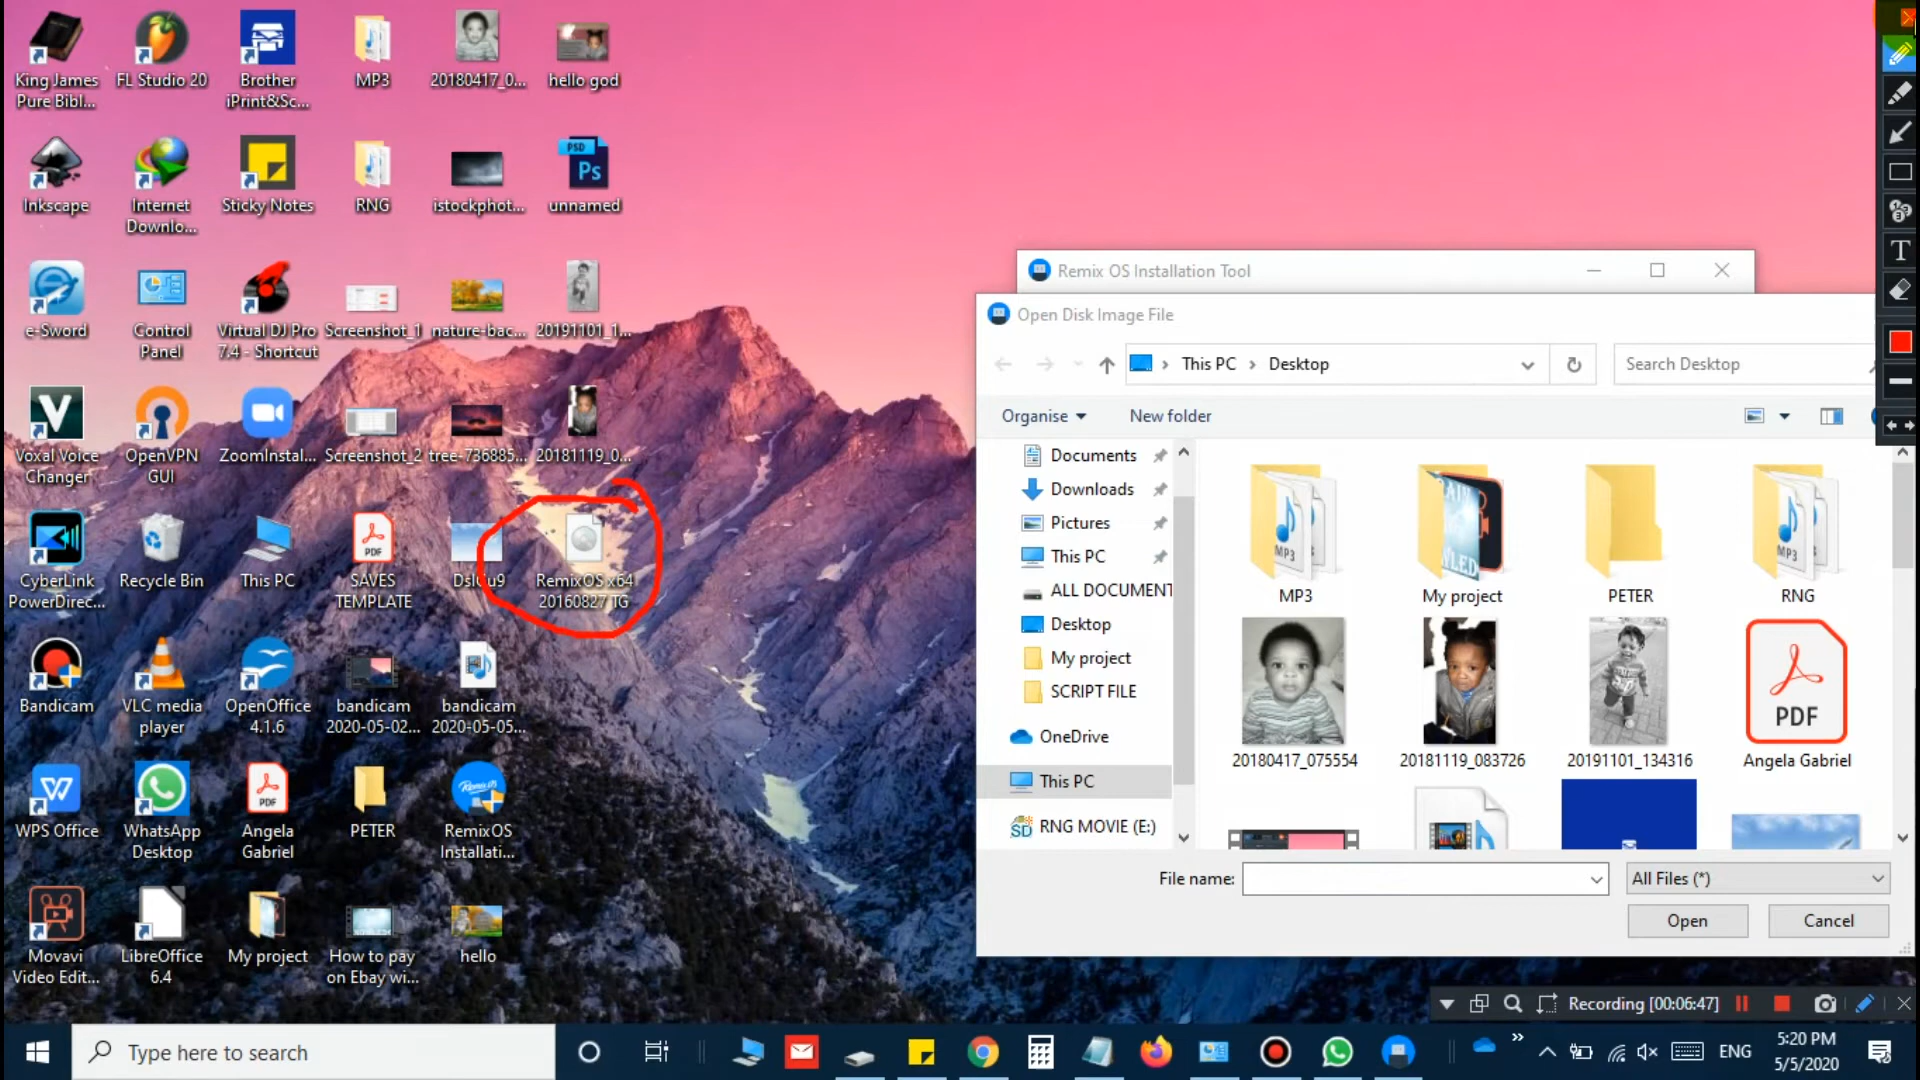 King James
Pure Bibl...
FL Studio 20
Brother
iPrint&Sc...
MP3
20180417_0...
hello god
Inkscape
Internet
Downlo...
Sticky Notes
RNG
istockphot...
PSD
Ps
unnamed
e-Sword
Control
Panel
Virtual DJ Pro
7.4 - Shortcut
Screenshot_1
nature-bac...
20191101_1...
Voxal Voice
Changer
OpenVPN
GUI
ZoomInstal...
Screenshot_2
tree-736885...
20181119_0...
CyberLink
PowerDirec...
Recycle Bin
This PC
PDF
SAVES
TEMPLATE
RemixOS x64
20160827 TG
Bandicam
VLC media
player
OpenOffice
4.1.6
bandicam
2020-05-02...
bandicam
2020-05-05...
WPS Office
WhatsApp
Desktop
PDF
Angela
Gabriel
PETER
RemixOS
Installati...
Movavi
Video Edit...
LibreOffice
6.4
My project
How to pay
on Ebay wi...
hello
Remix OS Installation Tool
Open Disk Image File
This PC
Desktop
Search Desktop
Organise
New folder
Documents
Downloads
Pictures
This PC
ALL DOCUMENT
Desktop
My project
SCRIPT FILE
OneDrive
This PC
SD
RNG MOVIE (E:)
MP3
MP3
MP3
My project
PETER
RNG
PDF
20180417_075554
20181119_083726
20191101_134316
Angela Gabriel
File name:
All Files (*)
Open
Cancel
T
Recording [00:06:47]
Type here to search
ENG
5:20 PM
5/5/2020